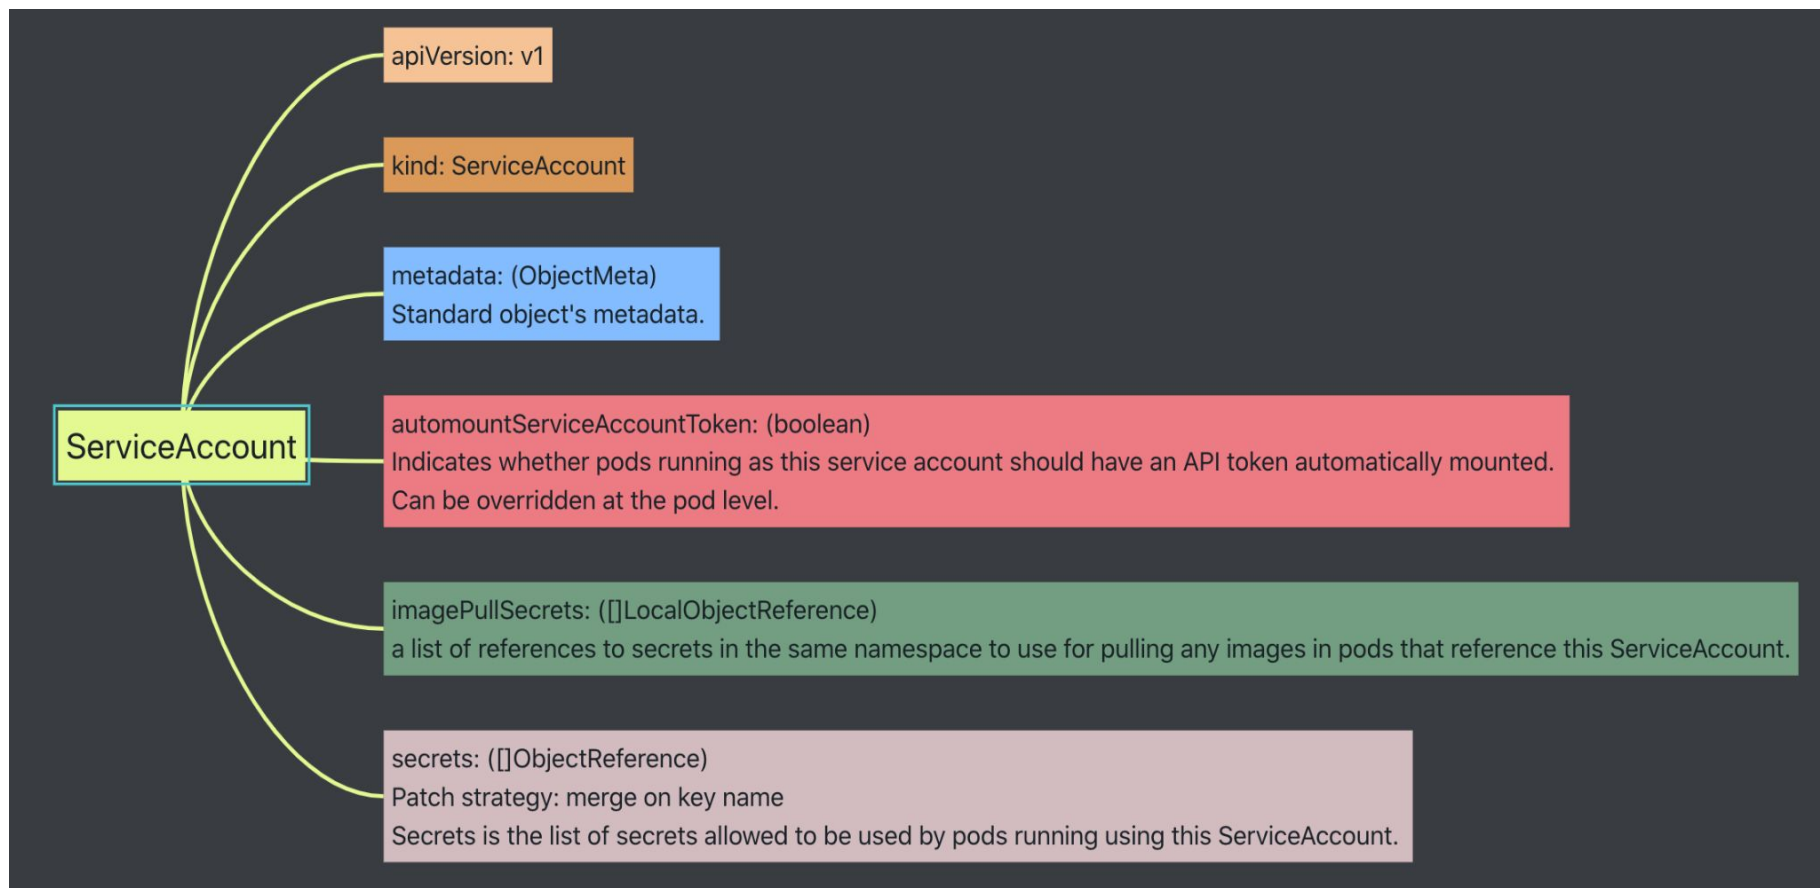 apiVersion: v1
kind: ServiceAccount
metadata: (ObjectMeta)
Standard object's metadata.
ServiceAccount
automountServiceAccountToken: (boolean)
Indicates whether pods running as this service account should have an API token automatically mounted.
Can be overridden at the pod level.
imagePullSecrets: ([]LocalObjectReference)
a list of references to secrets in the same namespace to use for pulling any images in pods that reference this ServiceAccount.
secrets: ([]ObjectReference)
Patch strategy: merge on key name
Secrets is the list of secrets allowed to be used by pods running using this ServiceAccount.